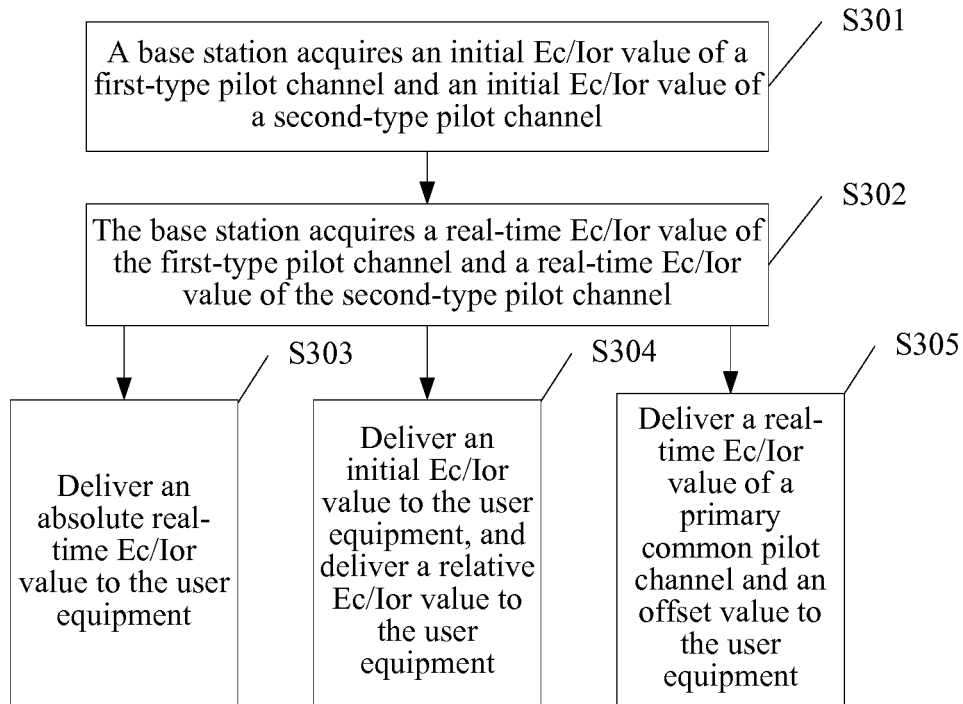 S301
A base station acquires an initial Ec/Ior value of a
first-type pilot channel and an initial Ec/Ior value of
a second-type pilot channel
S302
The base station acquires a real-time Ec/Ior value of
the first-type pilot channel and a real-time Ec/Ior
value of the second-type pilot channel
S303
Deliver an
absolute real-
time Ec/Ior
value to the user
equipment
S304
Deliver an
initial Ec/Ior
value to the user
equipment, and
deliver a relative
Ec/Ior value to
the user
equipment
S305
Deliver a real-
time Ec/Ior
value of a
primary
common pilot
channel and an
offset value to
the user
equipment